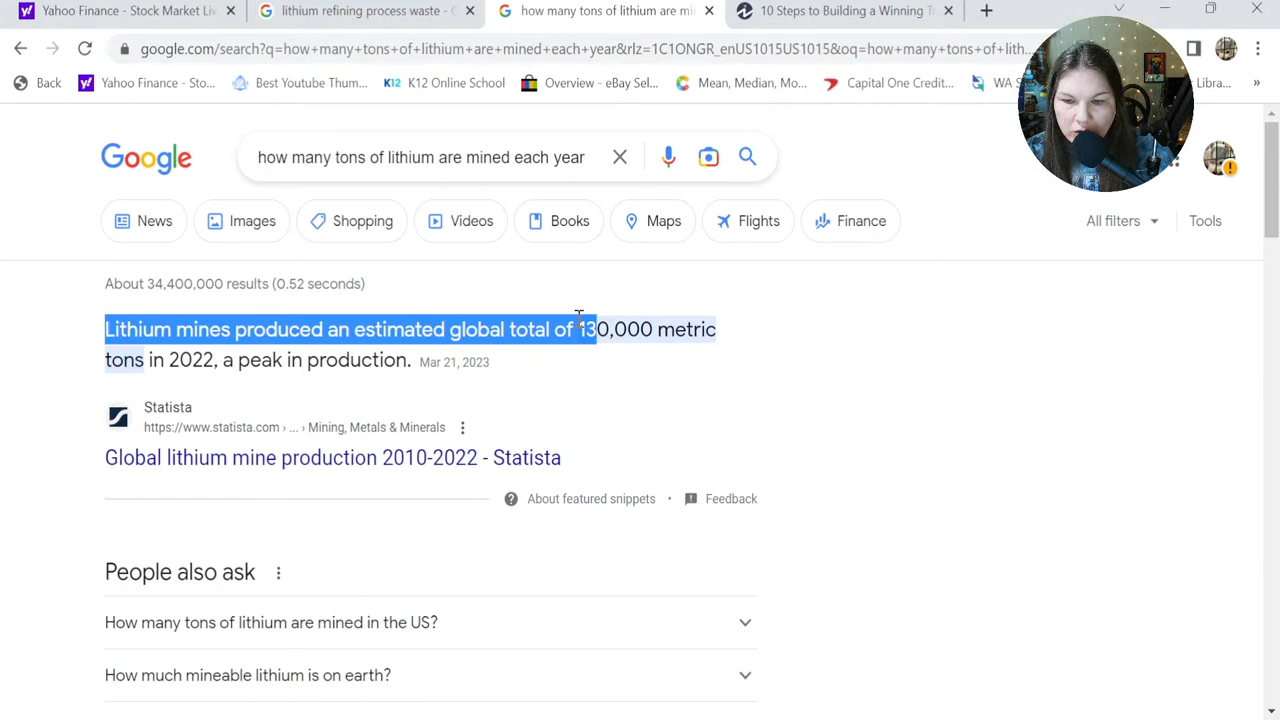 Yahoo Finance - Stock Market Liv
lithium refining process waste - G
how many tons of lithium are mi
10 Steps to Building a Winning Tr
google.com/search?q=how+many+tons+of+lithium+are+mined+each+year&rlz=1C1ONGR_enUS1015US1015&oq=how+many+tons+of+lith...
Back
Yahoo Finance - Sto...
Best Youtube Thum...
K12 K12 Online School
Overview - eBay Sel...
Mean, Median, Mo...
Capital One Credit...
WA S
Libra...
»
Google
how many tons of lithium are mined each year
News
Images
Shopping
Videos
Books
Maps
Flights
Finance
All filters
Tools
About 34,400,000 results (0.52 seconds)
Lithium mines produced an estimated global total of 130,000 metric
tons in 2022, a peak in production. Mar 21, 2023
Statista
https://www.statista.com › ... › Mining, Metals & Minerals
Global lithium mine production 2010-2022 - Statista
About featured snippets • Feedback
People also ask
How many tons of lithium are mined in the US?
How much mineable lithium is on earth?